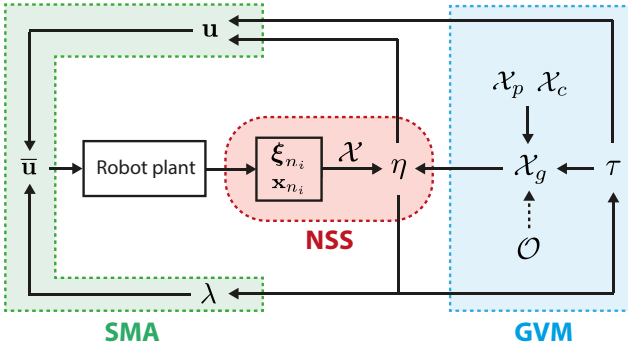 u
𝒳_p 𝒳_c
ū
Robot plant
ξ_{n_i}
x_{n_i}
𝒳
η
𝒳_g
τ
NSS
𝒪
λ
SMA
GVM